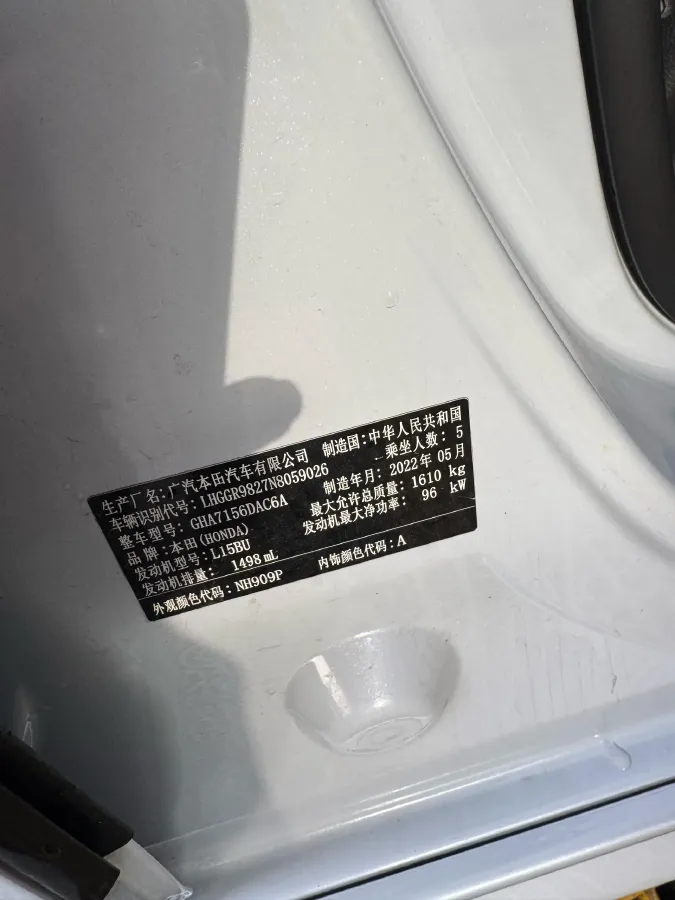 生产厂名：广汽本田汽车有限公司 制造国：中华人民共和国
车辆识别代号：LHGGR9827N8059026 乘坐人数：5
整车型号：GHA7156DAC6A 制造年月：2022年05月
品牌：本田(HONDA) 最大允许总质量：1610 kg
发动机型号：L15BU 发动机最大净功率：96 kW
发动机排量：1498 mL
外观颜色代码：NH909P 内饰颜色代码：A